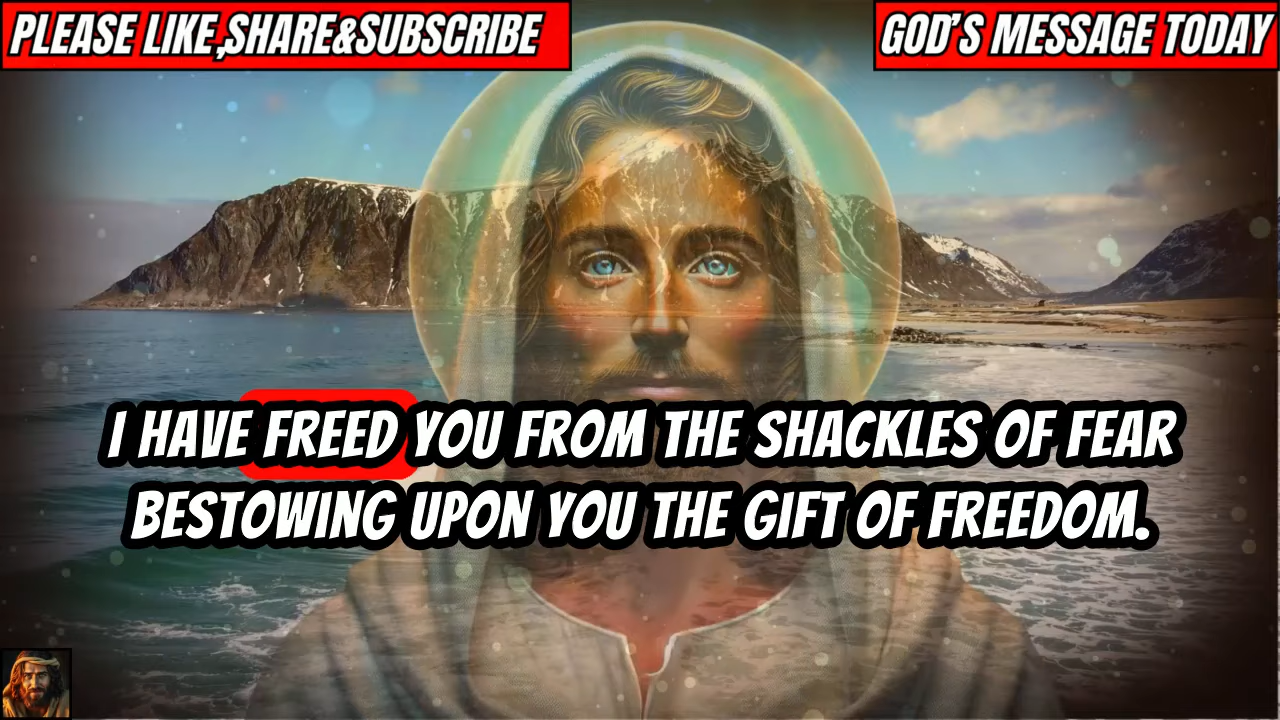 PLEASE LIKE,SHARE&SUBSCRIBE
GOD'S MESSAGE TODAY
I HAVE FREED YOU FROM THE SHACKLES OF FEAR
BESTOWING UPON YOU THE GIFT OF FREEDOM.